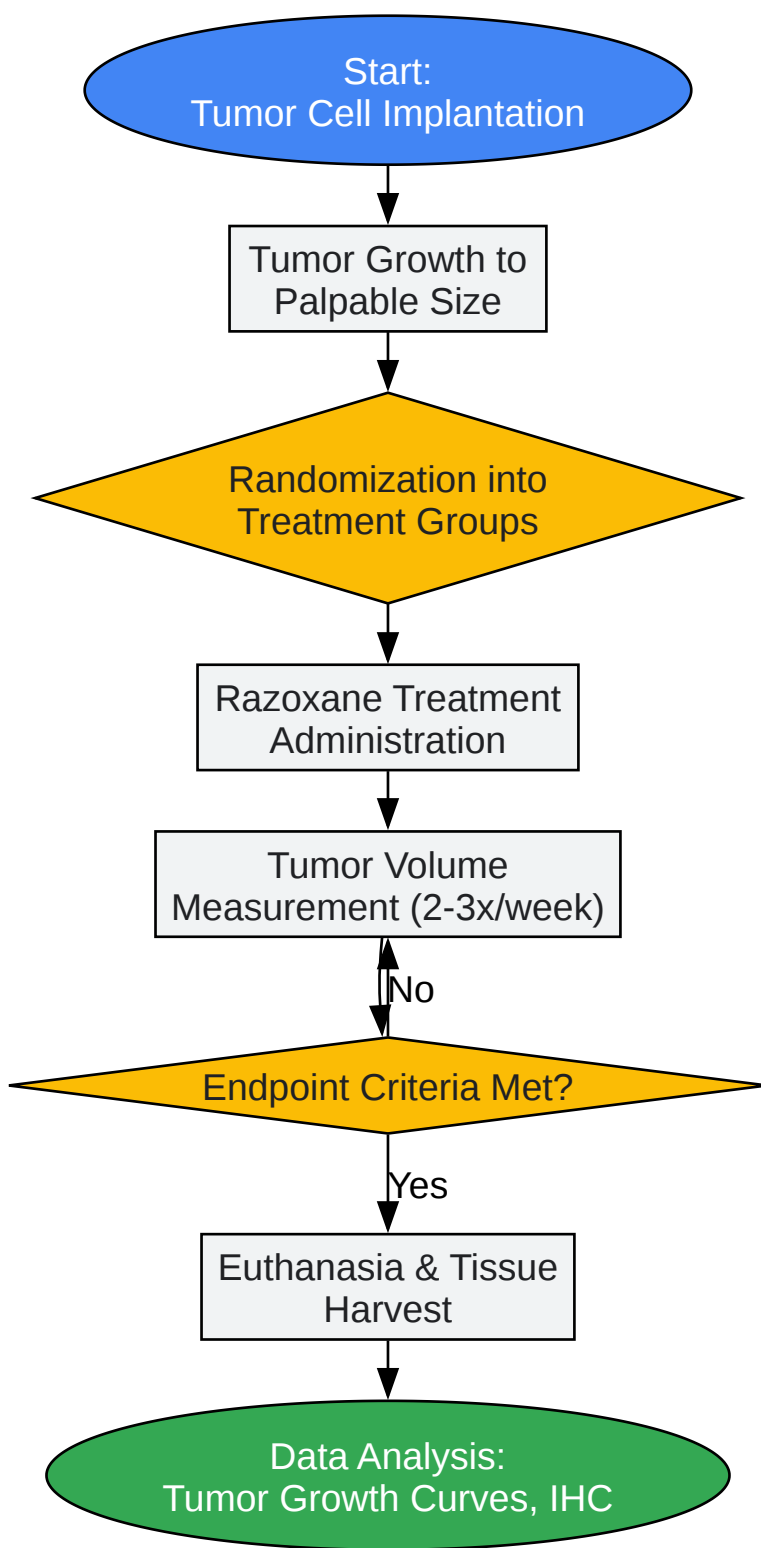 Start:
Tumor Cell Implantation
Tumor Growth to
Palpable Size
Randomization into
Treatment Groups
Razoxane Treatment
Administration
Tumor Volume
Measurement (2-3x/week)
No
Endpoint Criteria Met?
Yes
Euthanasia & Tissue
Harvest
Data Analysis:
Tumor Growth Curves, IHC